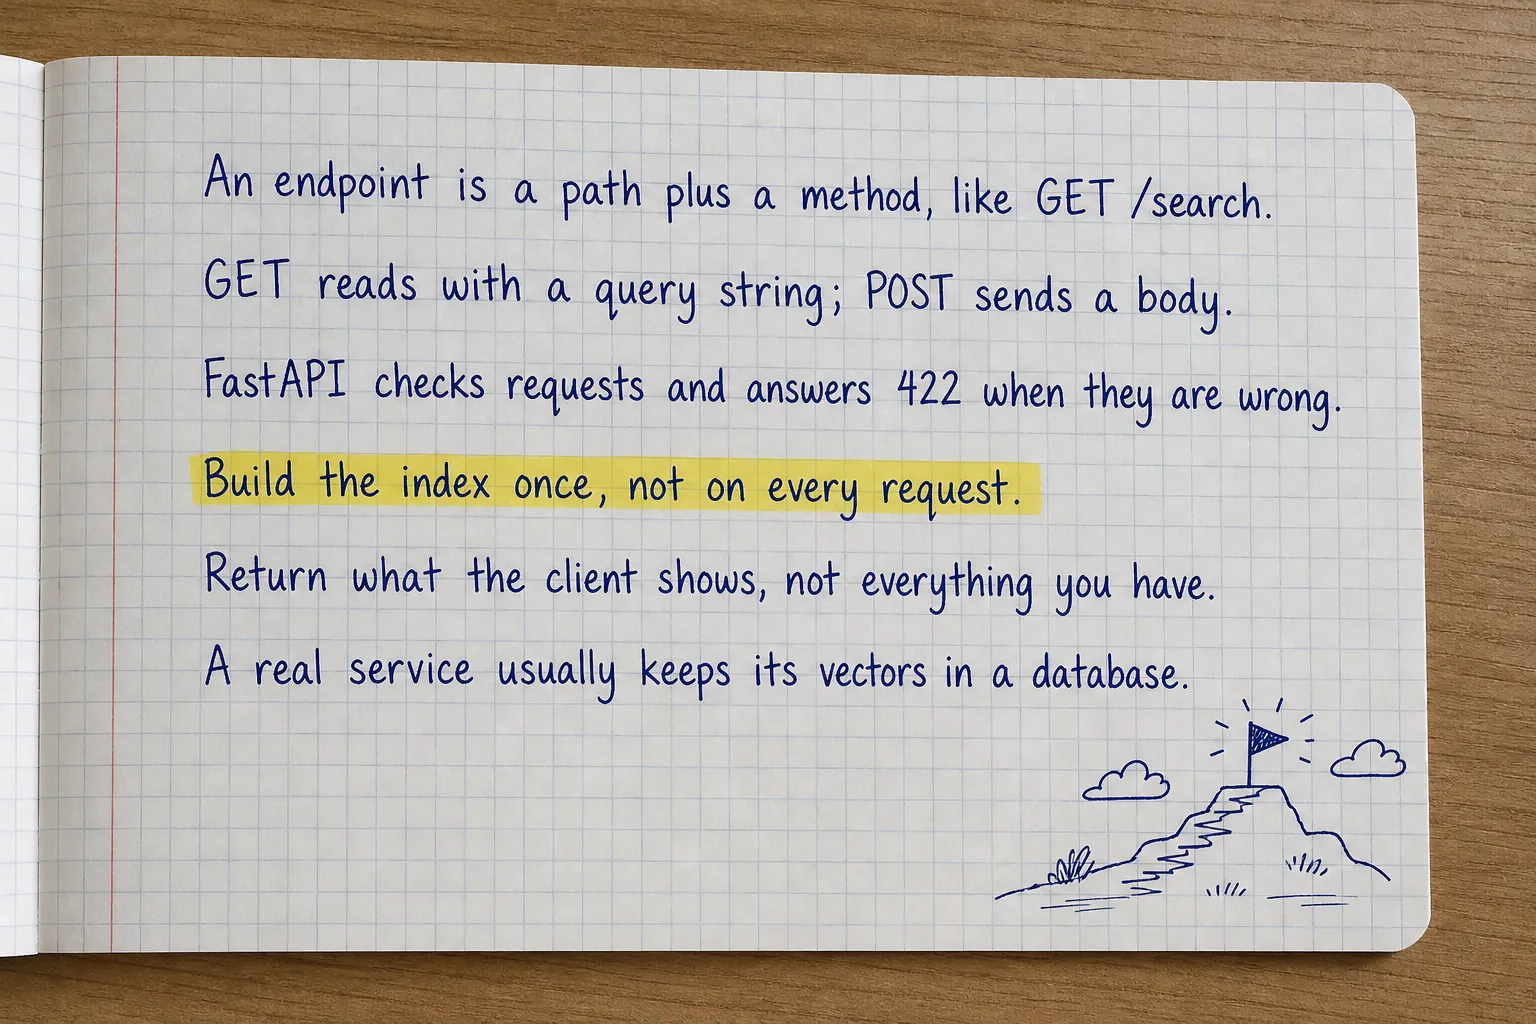 An endpoint is a path plus a method, like GET /search.
GET reads with a query string; POST sends a body.
FastAPI checks requests and answers 422 when they are wrong.
Build the index once, not on every request.
Return what the client shows, not everything you have.
A real service usually keeps its vectors in a database.